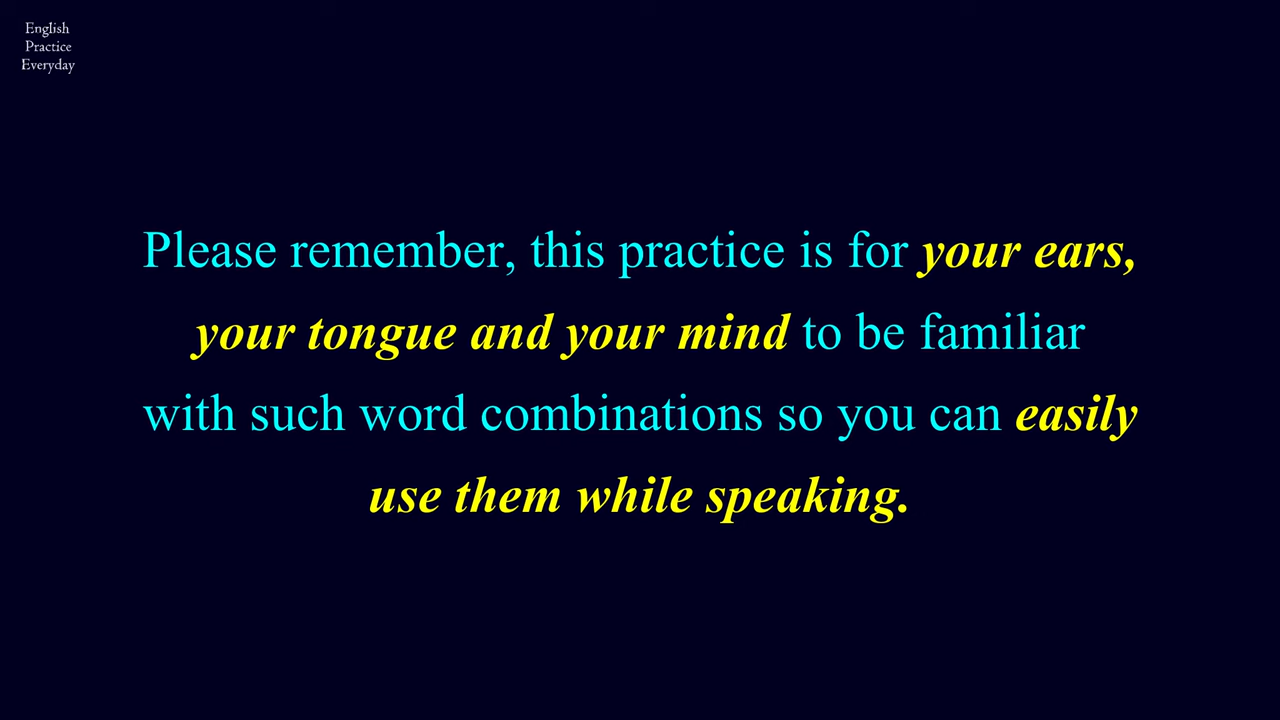 English
Practice
Everyday
Please remember, this practice is for your ears,
your tongue and your mind to be familiar
with such word combinations so you can easily
use them while speaking.